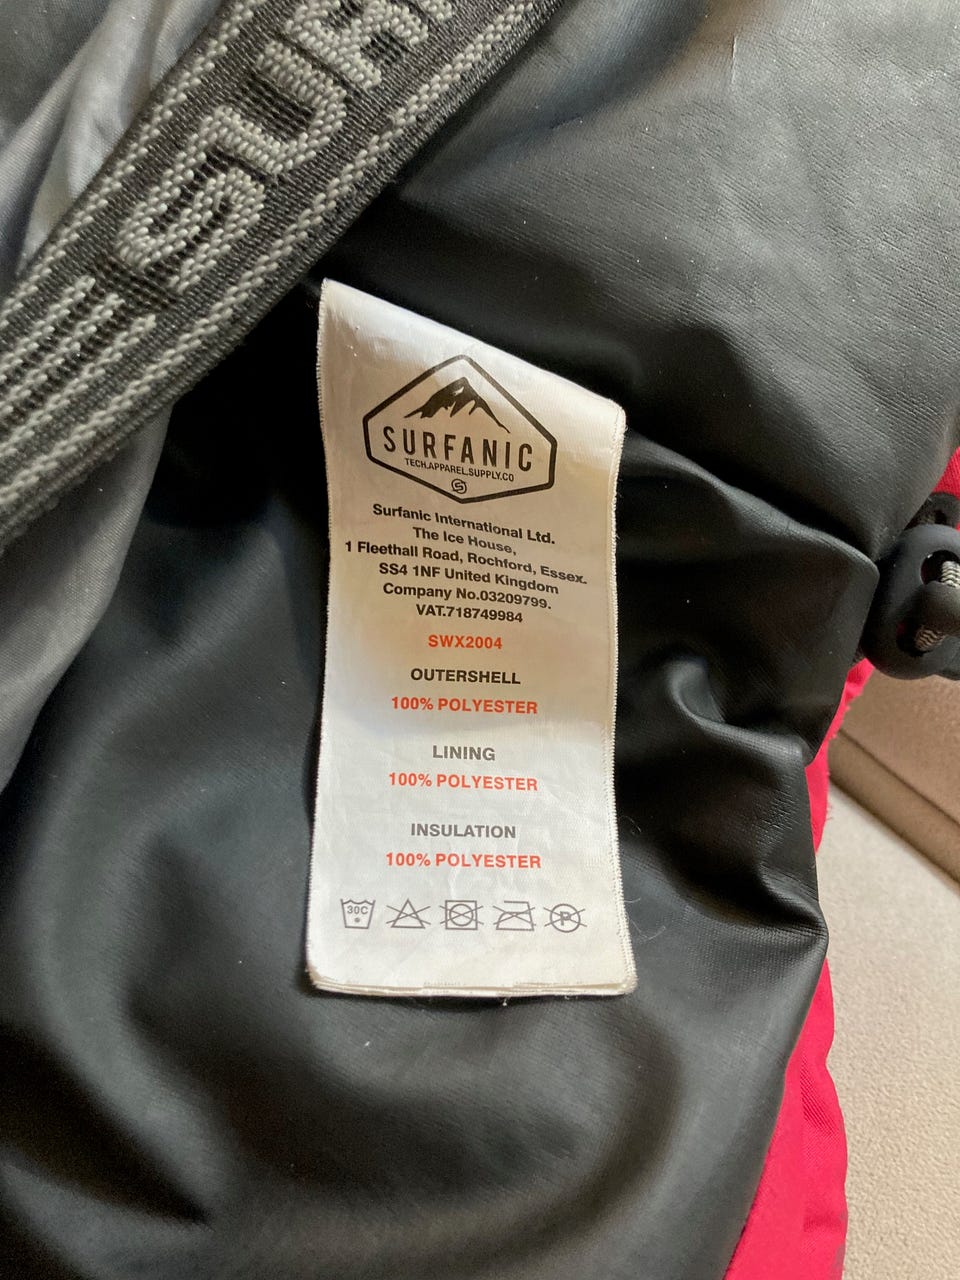 SUR
SURFANIC
TECH.APPAREL.SUPPLY.CO
Surfanic International Ltd.
The Ice House,
1 Fleethall Road, Rochford, Essex.
SS4 1NF United Kingdom
Company No.03209799.
VAT.718749984
SWX2004
OUTERSHELL
100% POLYESTER
LINING
100% POLYESTER
INSULATION
100% POLYESTER
30C
P